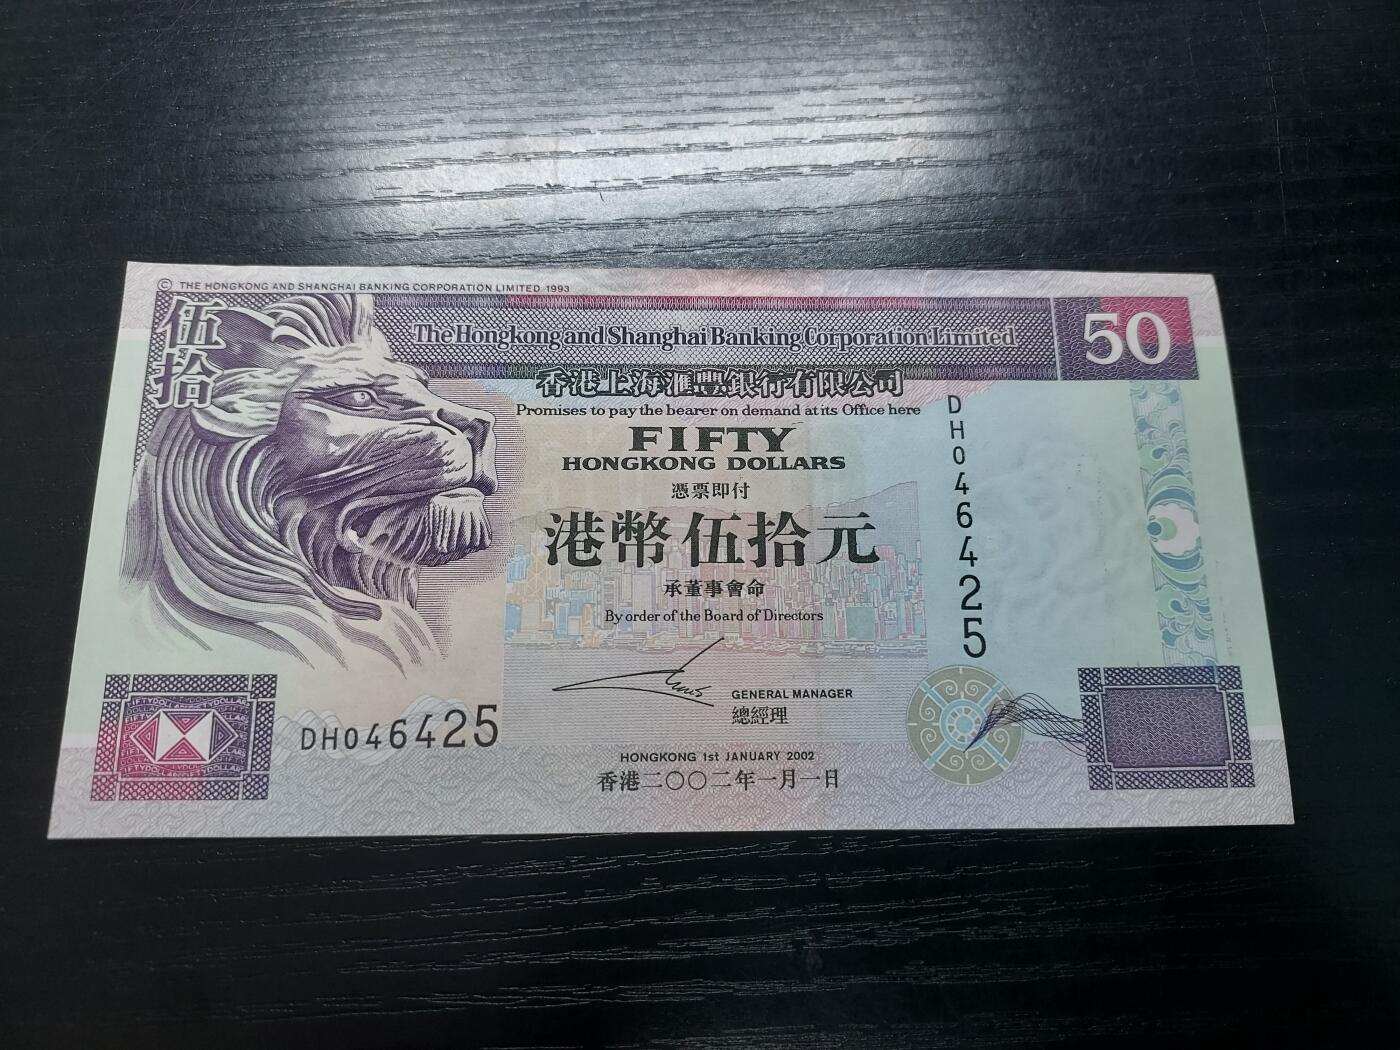 © THE HONGKONG AND SHANGHAI BANKING CORPORATION LIMITED 1993
伍拾
The Hongkong and Shanghai Banking Corporation Limited
50
香港上海滙豐銀行有限公司
Promises to pay the bearer on demand at its Office here
FIFTY
HONGKONG DOLLARS
憑票即付
港幣伍拾元
承董事會命
By order of the Board of Directors
DH046425
GENERAL MANAGER
總經理
DH046425
HONGKONG 1st JANUARY 2002
香港二〇〇二年一月一日